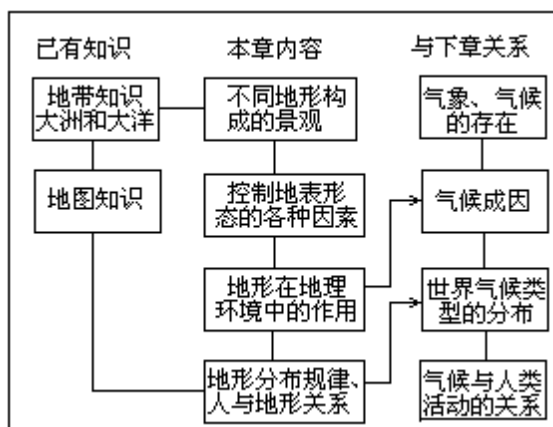 已有知识
本章内容
与下章关系
地带知识
大洲和大洋
不同地形构
成的景观
气象、气候
的存在
地图知识
控制地表形
态的各种因素
气候成因
地形在地理
环境中的作用
世界气候类
型的分布
地形分布规律、
人与地形关系
气候与人类
活动的关系